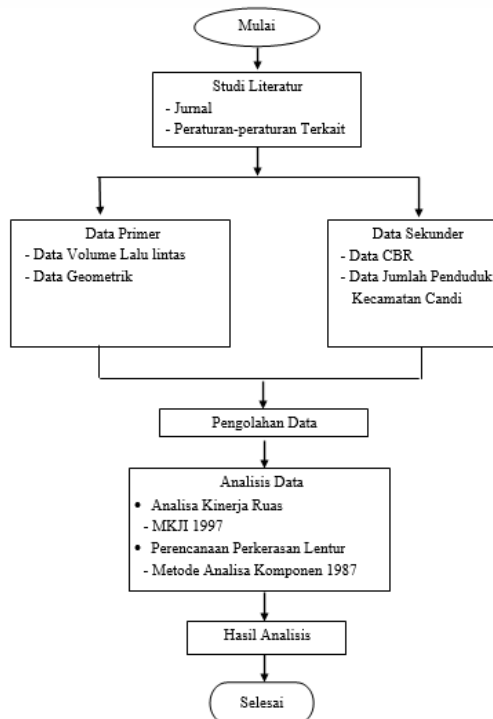 Mulai
Studi Literatur
- Jurnal
- Peraturan-peraturan Terkait
Data Primer
- Data Volume Lalu lintas
- Data Geometrik
Data Sekunder
- Data CBR
- Data Jumlah Penduduk
Kecamatan Candi
Pengolahan Data
Analisis Data
• Analisa Kinerja Ruas
- MKJI 1997
• Perencanaan Perkerasan Lentur
- Metode Analisa Komponen 1987
Hasil Analisis
Selesai